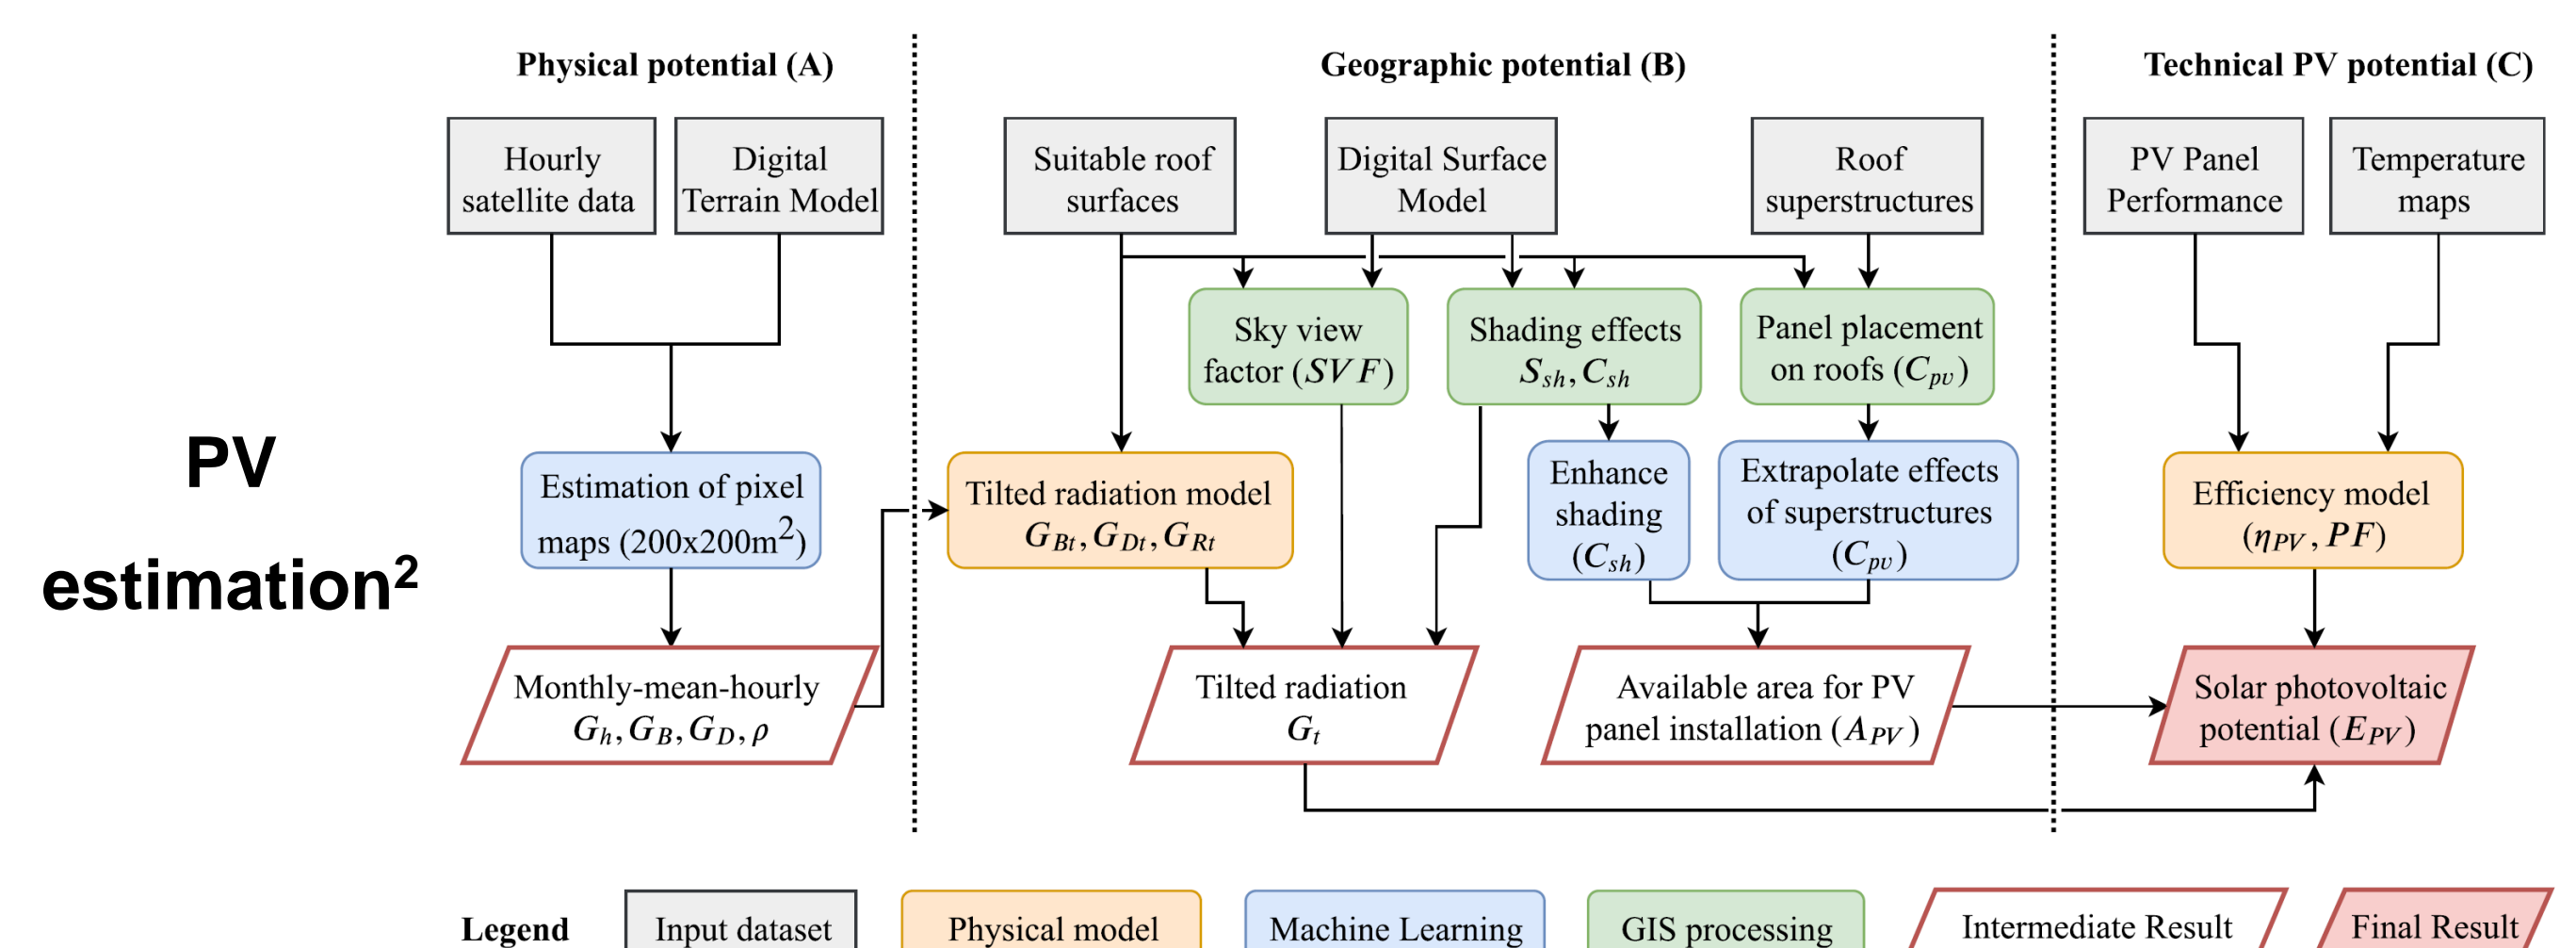 PV
estimation²
Physical potential (A)
Geographic potential (B)
Technical PV potential (C)
Hourly
satellite data
Digital
Terrain Model
Suitable roof
surfaces
Digital Surface
Model
Roof
superstructures
PV Panel
Performance
Temperature
maps
Sky view
factor (SVF)
Shading effects
S_sh, C_sh
Panel placement
on roofs (C_pv)
Estimation of pixel
maps (200x200m²)
Tilted radiation model
G_Bt, G_Dt, G_Rt
Enhance
shading
(C_sh)
Extrapolate effects
of superstructures
(C_pv)
Efficiency model
(η_PV, PF)
Monthly-mean-hourly
G_h, G_B, G_D, ρ
Tilted radiation
G_t
Available area for PV
panel installation (A_PV)
Solar photovoltaic
potential (E_PV)
Legend
Input dataset
Physical model
Machine Learning
GIS processing
Intermediate Result
Final Result